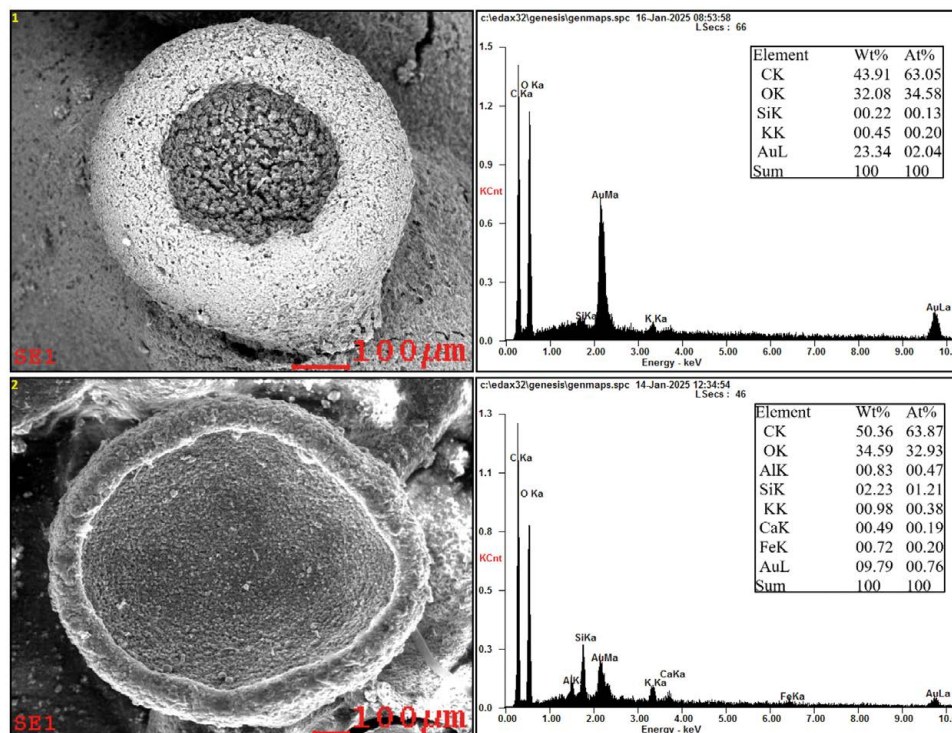 1
SE1
100µm
c:\edax32\genesis\genmaps.spc 16-Jan-2025 08:53:58
LSecs : 66
1.5
1.2
0.9
KCnt
0.6
0.3
0.0
C Ka
O Ka
SiKa
AuMa
K Ka
AuLa
0.00 1.00 2.00 3.00 4.00 5.00 6.00 7.00 8.00 9.00 10.
Energy - keV
Element Wt% At%
CK 43.91 63.05
OK 32.08 34.58
SiK 00.22 00.13
KK 00.45 00.20
AuL 23.34 02.04
Sum 100 100
2
SE1
100µm
c:\edax32\genesis\genmaps.spc 14-Jan-2025 12:34:54
LSecs : 46
1.3
1.1
0.8
KCnt
0.5
0.3
0.0
C Ka
O Ka
AlKa
SiKa
AuMa
K Ka
CaKa
FeKa
AuLa
0.00 1.00 2.00 3.00 4.00 5.00 6.00 7.00 8.00 9.00 10.
Energy - keV
Element Wt% At%
CK 50.36 63.87
OK 34.59 32.93
AlK 00.83 00.47
SiK 02.23 01.21
KK 00.98 00.38
CaK 00.49 00.19
FeK 00.72 00.20
AuL 09.79 00.76
Sum 100 100